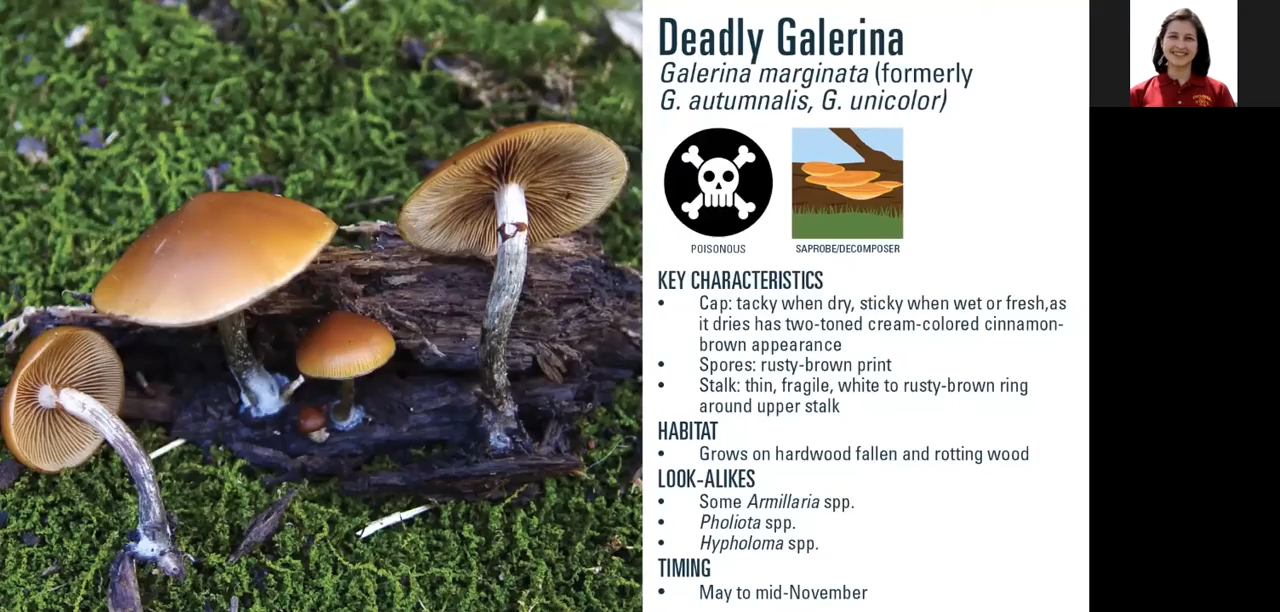 Deadly Galerina
Galerina marginata (formerly
G. autumnalis, G. unicolor)
POISONOUS
SAPROBE/DECOMPOSER
KEY CHARACTERISTICS
• Cap: tacky when dry, sticky when wet or fresh,as
it dries has two-toned cream-colored cinnamon-
brown appearance
• Spores: rusty-brown print
• Stalk: thin, fragile, white to rusty-brown ring
around upper stalk
HABITAT
• Grows on hardwood fallen and rotting wood
LOOK-ALIKES
• Some Armillaria spp.
• Pholiota spp.
• Hypholoma spp.
TIMING
• May to mid-November